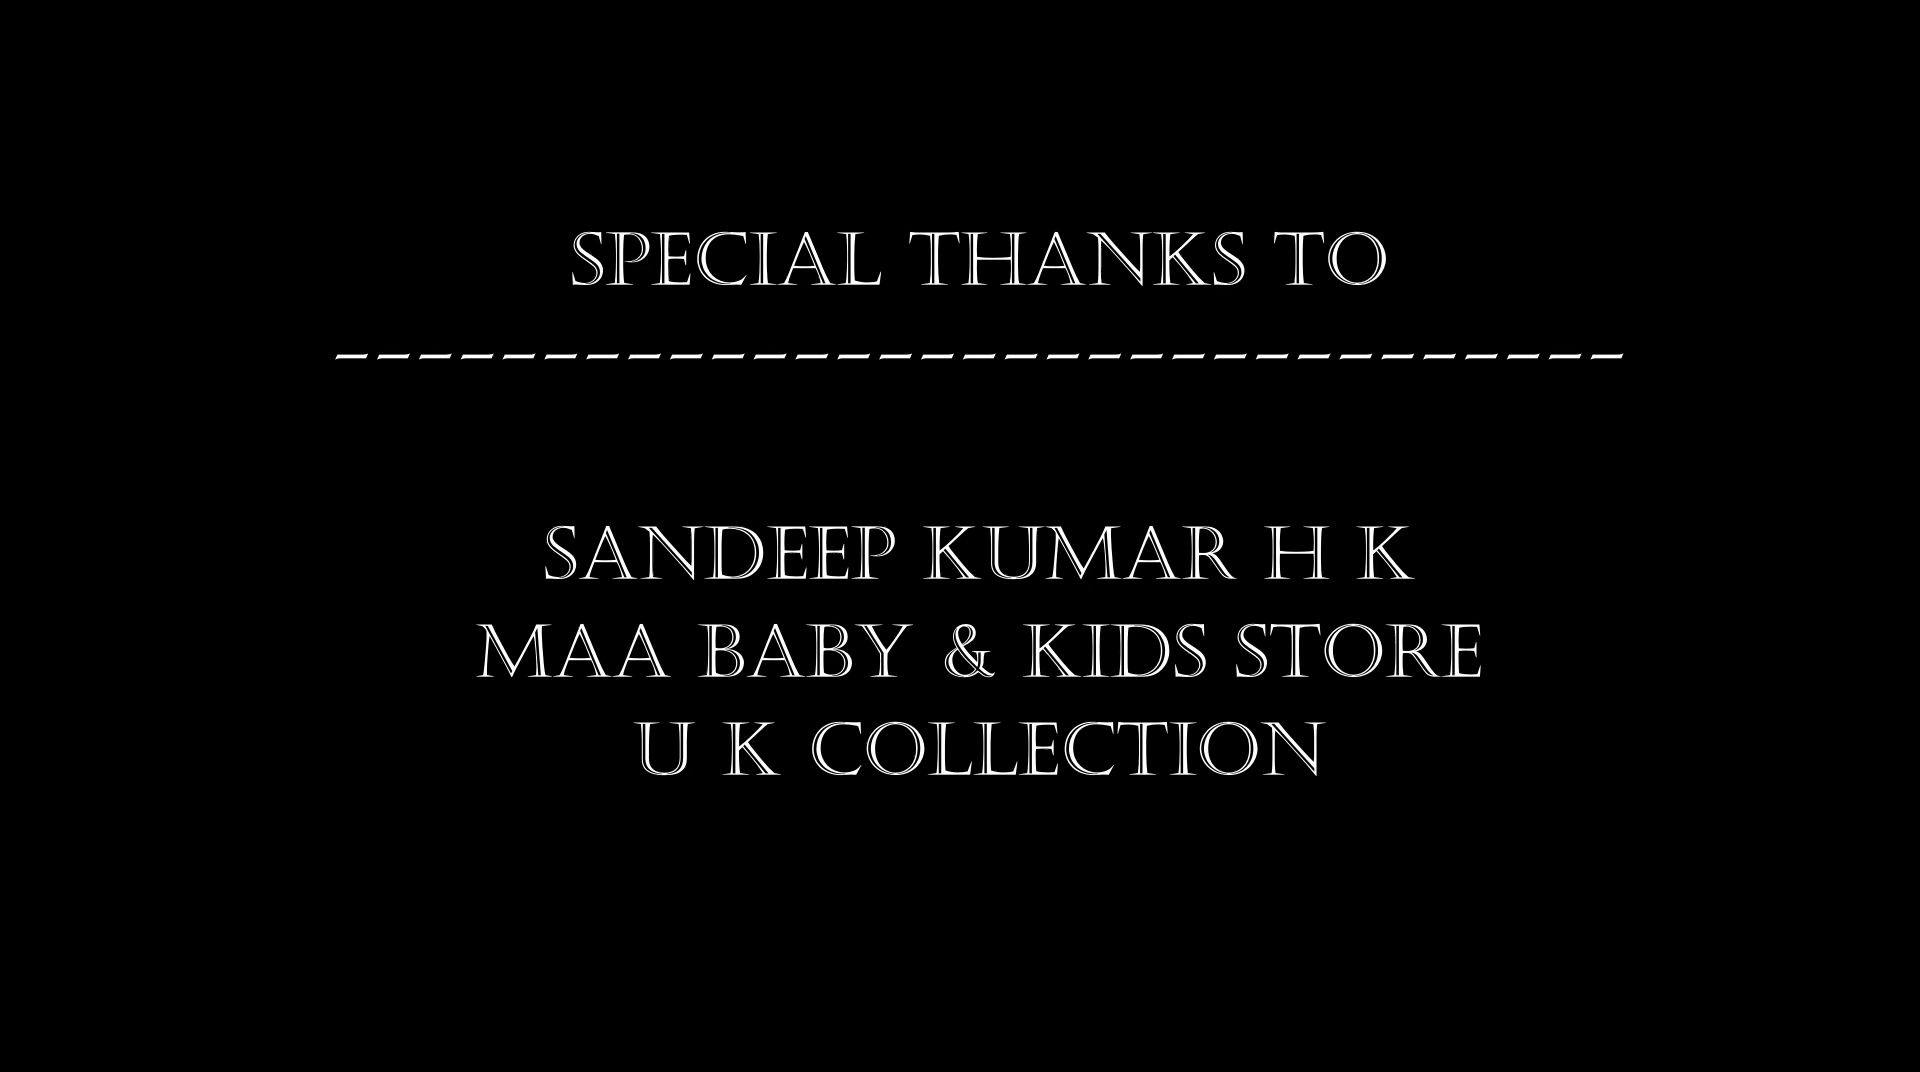 SPECIAL THANKS TO
-------------------------------
SANDEEP KUMAR H K
MAA BABY & KIDS STORE
U K COLLECTION